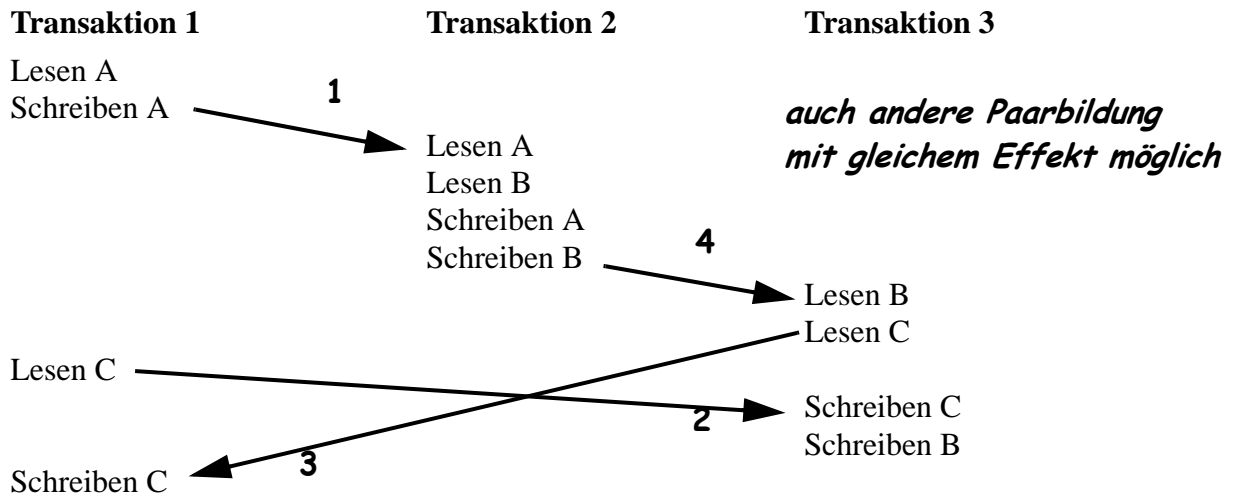 Transaktion 1 Transaktion 2 Transaktion 3
Lesen A
Schreiben A
1
auch andere Paarbildung
mit gleichem Effekt möglich
Lesen A
Lesen B
Schreiben A
Schreiben B
4
Lesen B
Lesen C
Lesen C
2
Schreiben C
Schreiben B
3
Schreiben C